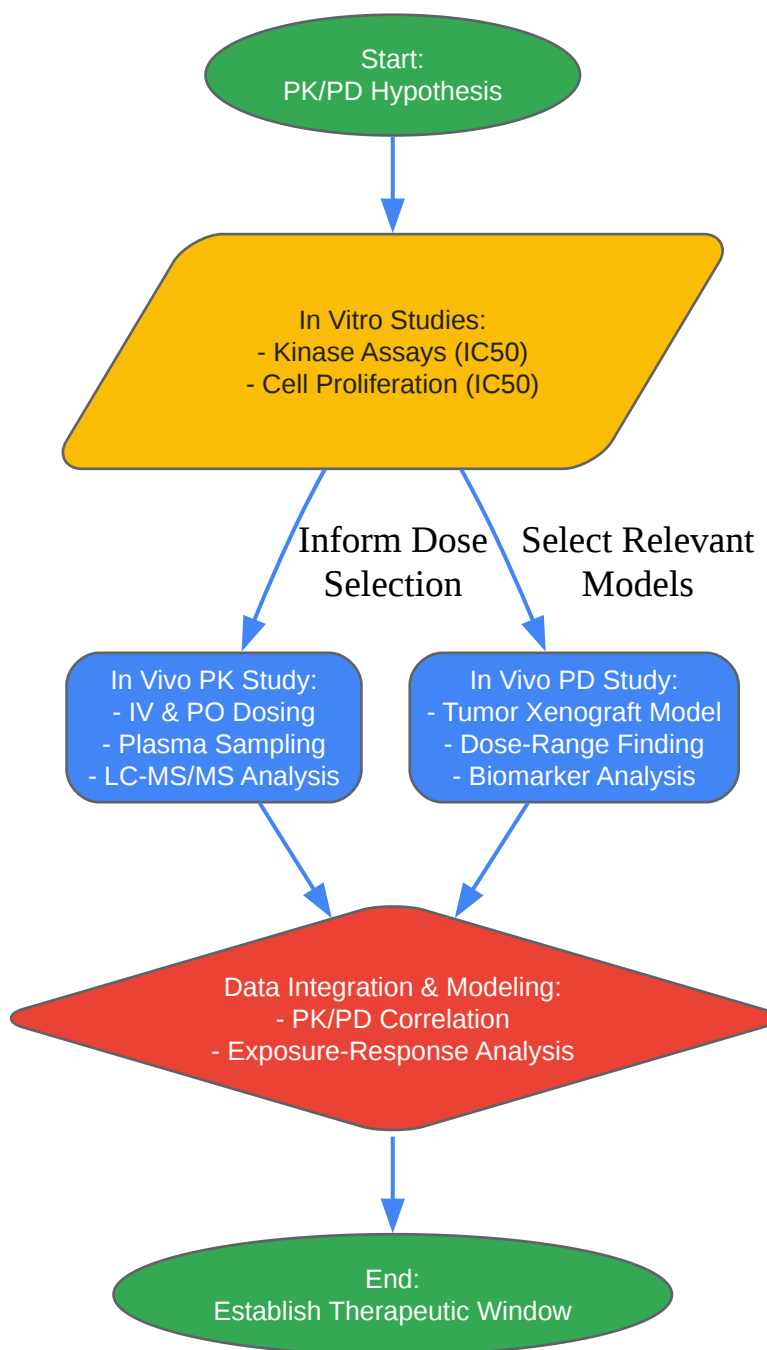 Start:
PK/PD Hypothesis
In Vitro Studies:
- Kinase Assays (IC50)
- Cell Proliferation (IC50)
Inform Dose
Selection
Select Relevant
Models
In Vivo PK Study:
- IV & PO Dosing
- Plasma Sampling
- LC-MS/MS Analysis
In Vivo PD Study:
- Tumor Xenograft Model
- Dose-Range Finding
- Biomarker Analysis
Data Integration & Modeling:
- PK/PD Correlation
- Exposure-Response Analysis
End:
Establish Therapeutic Window